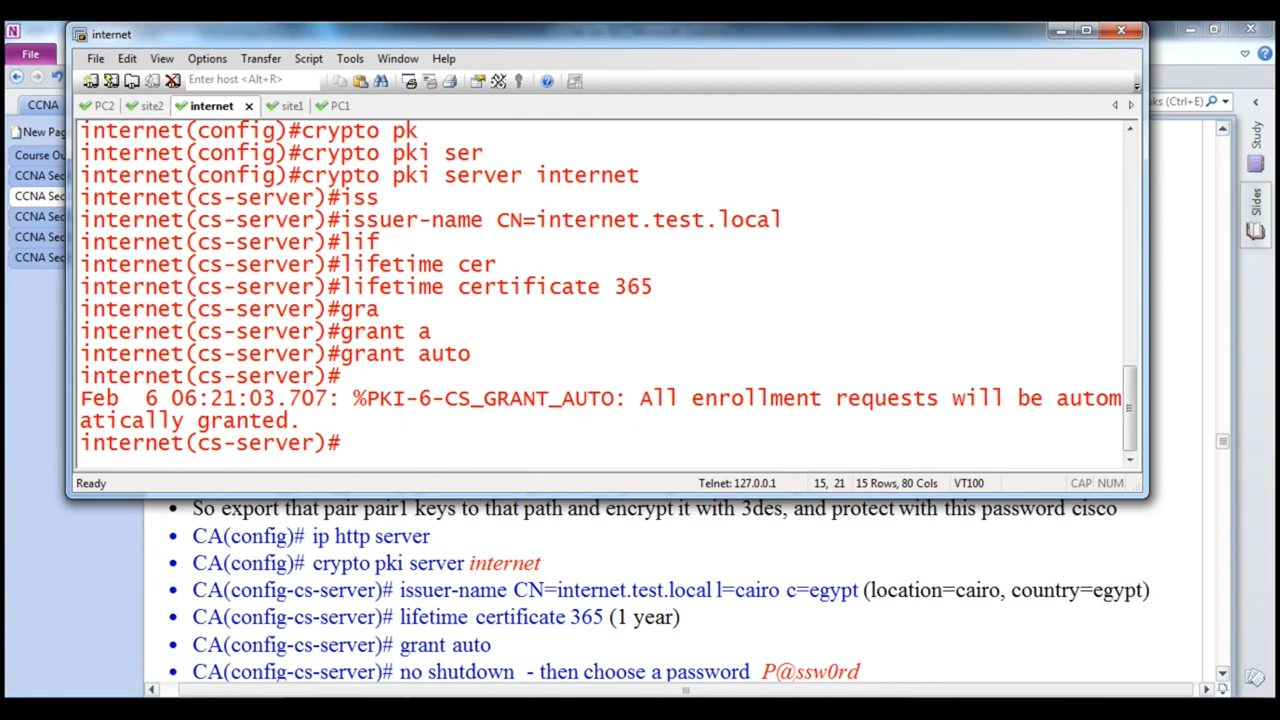 internet
File Edit View Options Transfer Script Tools Window Help
File
Enter host <Alt+R>
CCNA
PC2 site2 internet site1 PC1
ks (Ctrl+E)
New Pag
Course Ou
CCNA Sec
CCNA Sec
CCNA Sec
CCNA Sec
CCNA Sec
Study
Slides
internet(config)#crypto pk
internet(config)#crypto pki ser
internet(config)#crypto pki server internet
internet(cs-server)#iss
internet(cs-server)#issuer-name CN=internet.test.local
internet(cs-server)#lif
internet(cs-server)#lifetime cer
internet(cs-server)#lifetime certificate 365
internet(cs-server)#gra
internet(cs-server)#grant a
internet(cs-server)#grant auto
internet(cs-server)#
Feb  6 06:21:03.707: %PKI-6-CS_GRANT_AUTO: All enrollment requests will be autom
atically granted.
internet(cs-server)#
Ready Telnet: 127.0.0.1 15, 21 15 Rows, 80 Cols VT100 CAP NUM
So export that pair pair1 keys to that path and encrypt it with 3des, and protect with this password cisco
• CA(config)# ip http server
• CA(config)# crypto pki server internet
• CA(config-cs-server)# issuer-name CN=internet.test.local l=cairo c=egypt (location=cairo, country=egypt)
• CA(config-cs-server)# lifetime certificate 365 (1 year)
• CA(config-cs-server)# grant auto
• CA(config-cs-server)# no shutdown - then choose a password P@ssw0rd